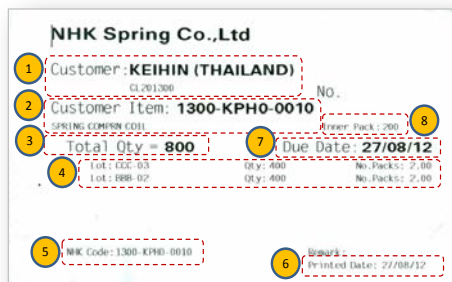 NHK Spring Co.,Ltd
1 Customer: KEIHIN (THAILAND)
CL201300
No.
2 Customer Item: 1300-KPH0-0010
SPRING COMPRN COIL
Inner Pack: 200 8
3 Total Qty = 800
7 Due Date: 27/08/12
4 Lot: CCC-03 Qty: 400 No.Packs: 2.00
Lot: BBB-02 Qty: 400 No.Packs: 2.00
5 NHK Code: 1300-KPH0-0010
Remark:
6 Printed Date: 27/08/12